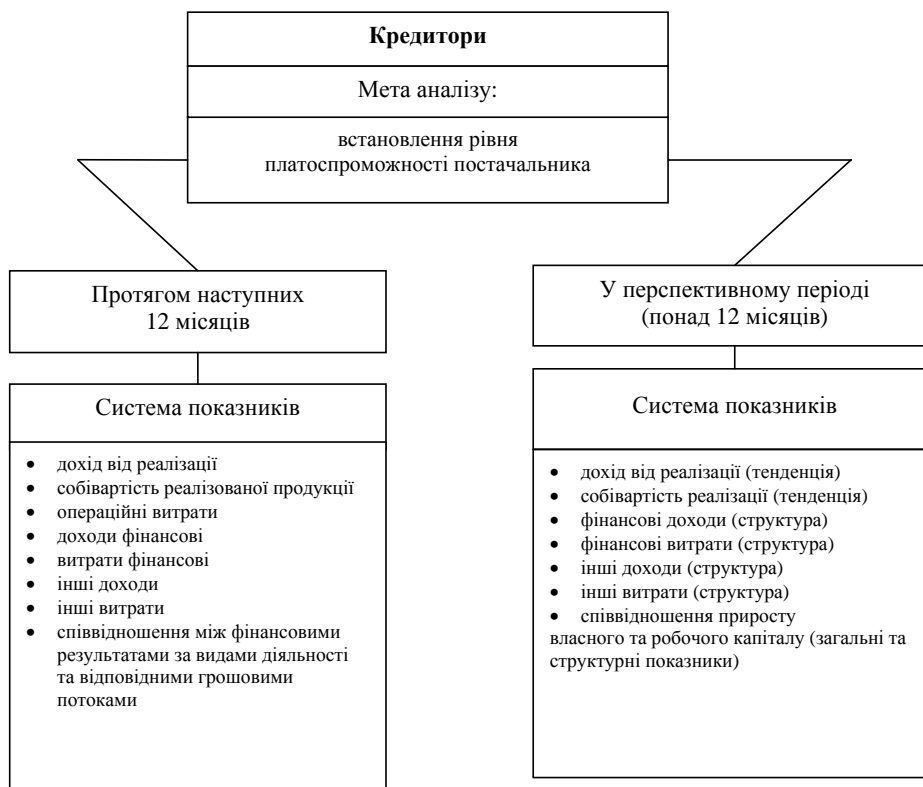 Кредитори
Мета аналізу:
встановлення рівня
платоспроможності постачальника
Протягом наступних
12 місяців
Система показників
• дохід від реалізації
• собівартість реалізованої продукції
• операційні витрати
• доходи фінансові
• витрати фінансові
• інші доходи
• інші витрати
• співвідношення між фінансовими
результатами за видами діяльності
та відповідними грошовими
потоками
У перспективному періоді
(понад 12 місяців)
Система показників
• дохід від реалізації (тенденція)
• собівартість реалізації (тенденція)
• фінансові доходи (структура)
• фінансові витрати (структура)
• інші доходи (структура)
• інші витрати (структура)
• співвідношення приросту
власного та робочого капіталу (загальні та
структурні показники)